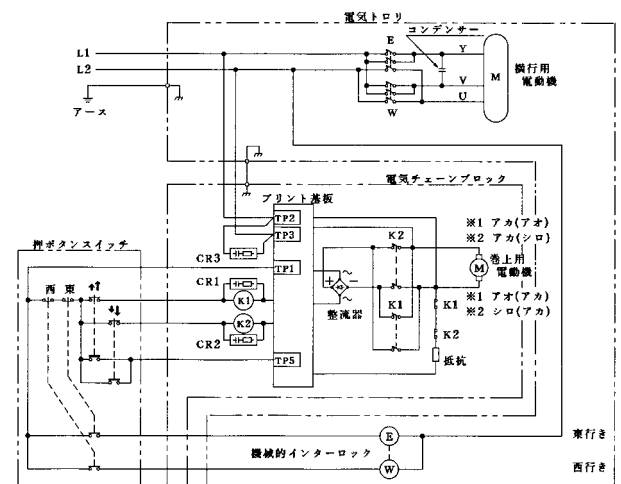 電気トロリ
コンデンサー
L1
L2
E
W
Y
V
U
M
横行用
電動機
アース
電気チェーンブロック
プリント基板
TP2
TP3
TP1
TP5
CR3
CR1
K1
K2
CR2
+
−
整流器
K2
K1
※1 アカ(アオ)
※2 アカ(シロ)
M
巻上用
電動機
※1 アオ(アカ)
※2 シロ(アカ)
K1
K2
抵抗
押ボタンスイッチ
西 東
E
東行き
機械的インターロック
W
西行き